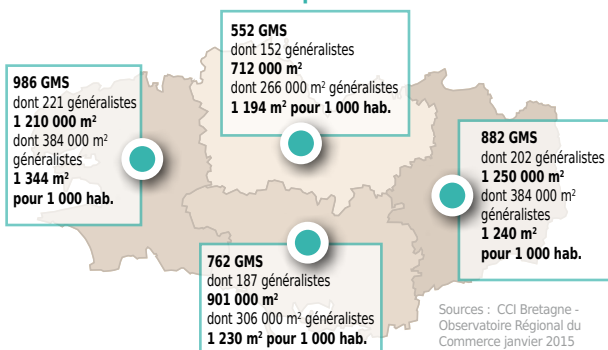 552 GMS
dont 152 généralistes
712 000 m²
dont 266 000 m² généralistes
1 194 m² pour 1 000 hab.
986 GMS
dont 221 généralistes
1 210 000 m²
dont 384 000 m²
généralistes
1 344 m²
pour 1 000 hab.
882 GMS
dont 202 généralistes
1 250 000 m²
dont 384 000 m²
généralistes
1 240 m²
pour 1 000 hab.
762 GMS
dont 187 généralistes
901 000 m²
dont 306 000 m² généralistes
1 230 m² pour 1 000 hab.
Sources : CCI Bretagne -
Observatoire Régional du
Commerce janvier 2015